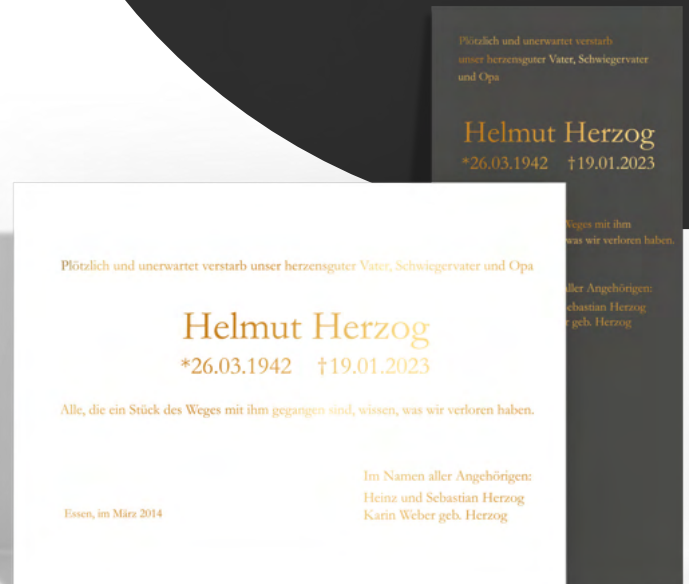 Plötzlich und unerwartet verstarb
unser herzensguter Vater, Schwiegervater
und Opa
Helmut Herzog
*26.03.1942 †19.01.2023
Weges mit ihm
was wir verloren haben.
aller Angehörigen:
ebastian Herzog
r geb. Herzog
Plötzlich und unerwartet verstarb unser herzensguter Vater, Schwiegervater und Opa
Helmut Herzog
*26.03.1942 †19.01.2023
Alle, die ein Stück des Weges mit ihm gegangen sind, wissen, was wir verloren haben.
Im Namen aller Angehörigen:
Heinz und Sebastian Herzog
Karin Weber geb. Herzog
Essen, im März 2014